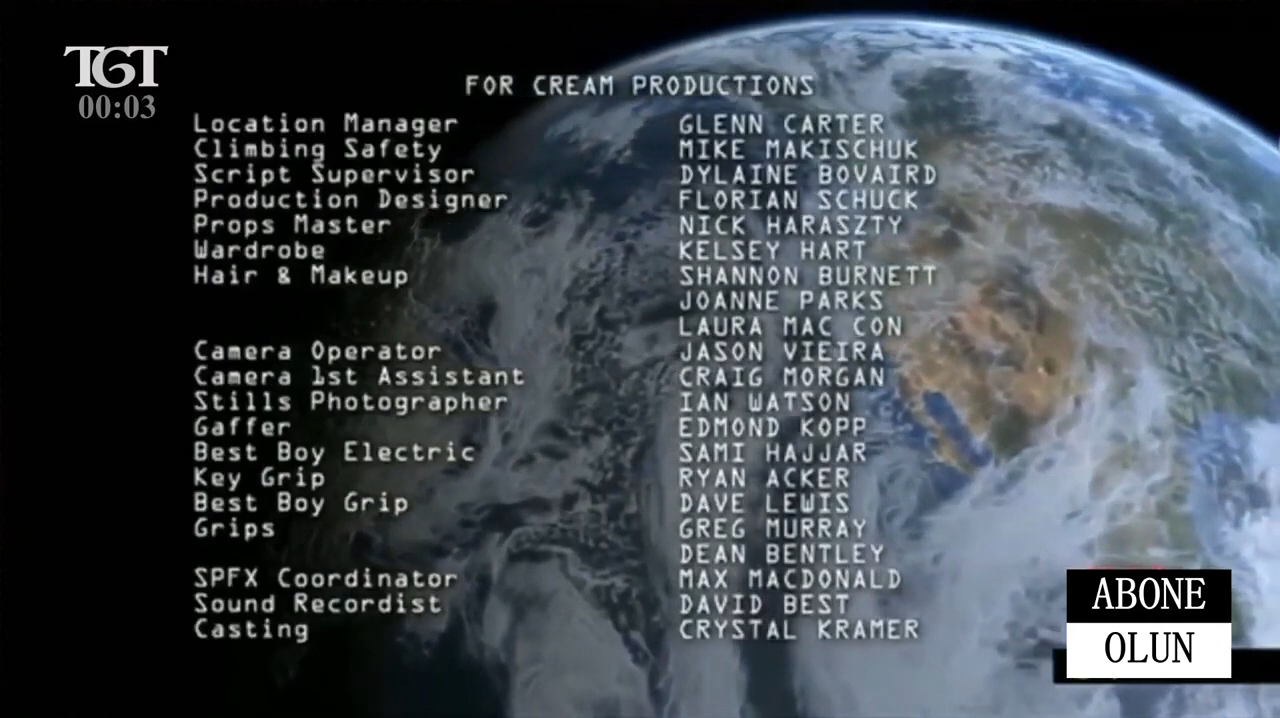 TGT
00:03
FOR CREAM PRODUCTIONS
Location Manager GLENN CARTER
Climbing Safety MIKE MAKISCHUK
Script Supervisor DYLAINE BOVAIRD
Production Designer FLORIAN SCHUCK
Props Master NICK HARASZTY
Wardrobe KELSEY HART
Hair & Makeup SHANNON BURNETT
JOANNE PARKS
LAURA MAC CON
Camera Operator JASON VIEIRA
Camera 1st Assistant CRAIG MORGAN
Stills Photographer IAN WATSON
Gaffer EDMOND KOPP
Best Boy Electric SAMI HAJJAR
Key Grip RYAN ACKER
Best Boy Grip DAVE LEWIS
Grips GREG MURRAY
DEAN BENTLEY
SPFX Coordinator MAX MACDONALD
Sound Recordist DAVID BEST
Casting CRYSTAL KRAMER
ABONE
OLUN